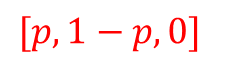 [p, 1 − p, 0]